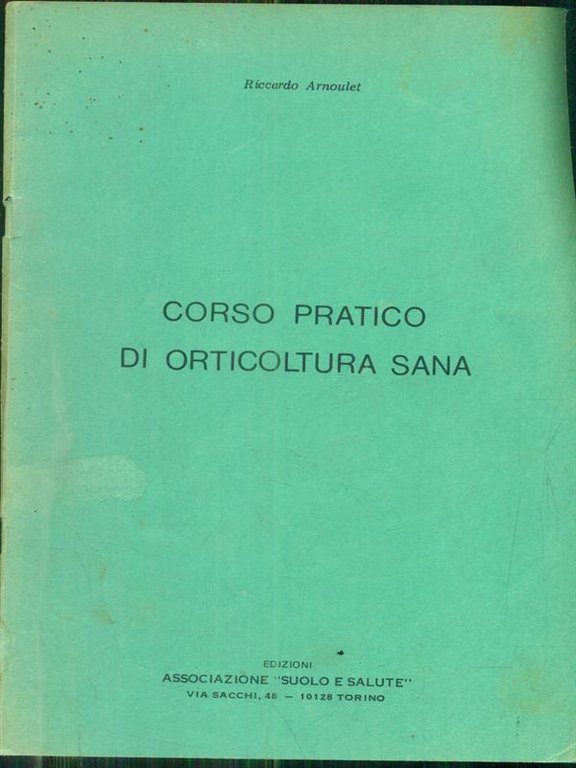 Riccardo Arnoulet
CORSO PRATICO
DI ORTICOLTURA SANA
EDIZIONI
ASSOCIAZIONE "SUOLO E SALUTE"
VIA SACCHI, 48 — 10128 TORINO